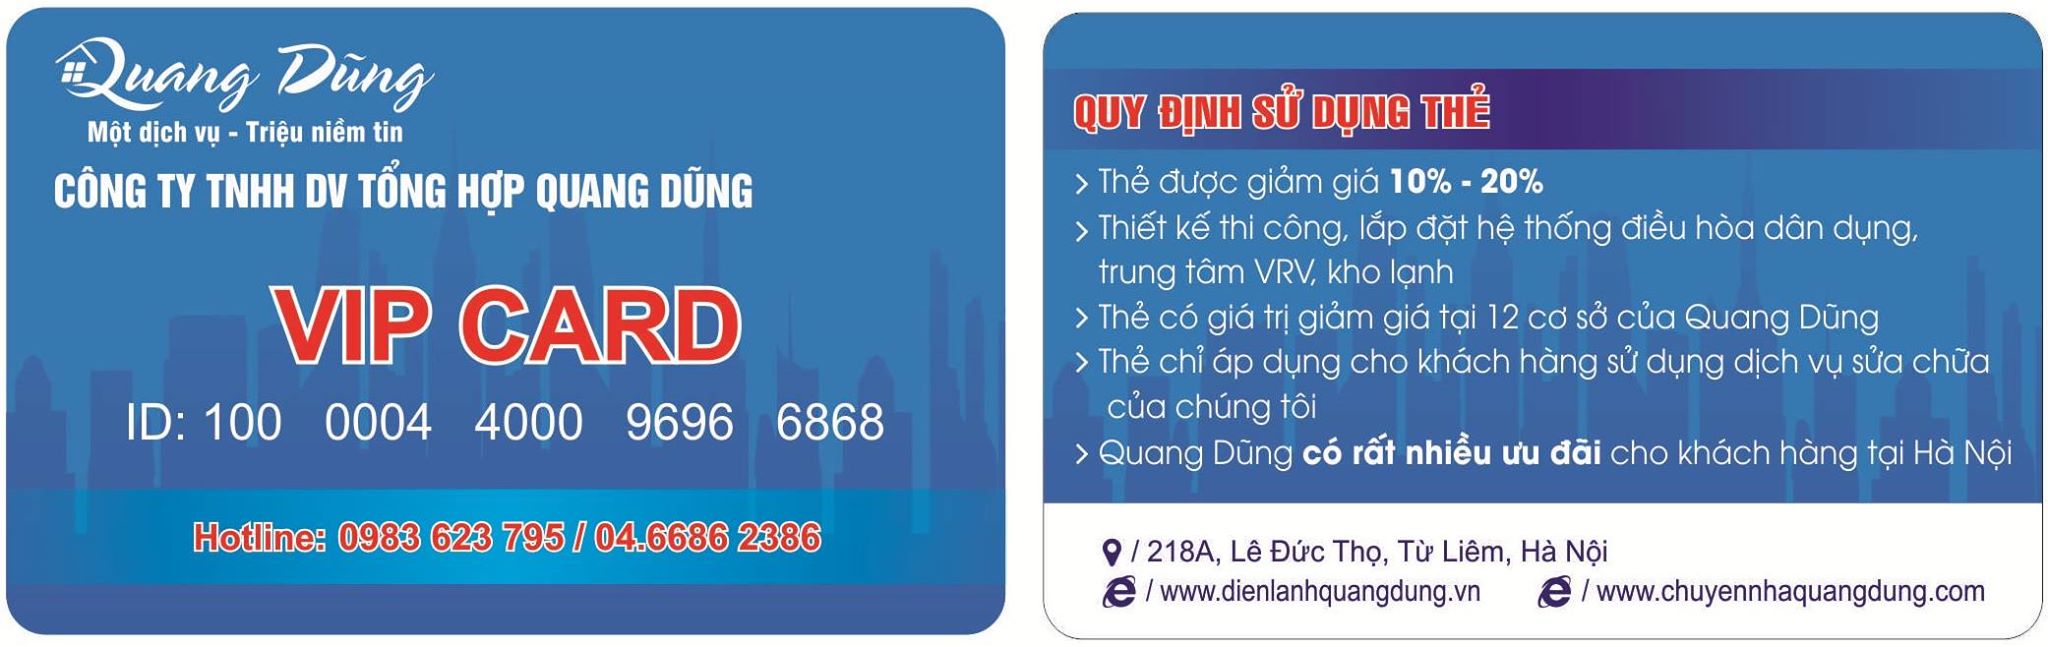 Quang Dũng
Một dịch vụ - Triệu niềm tin
CÔNG TY TNHH DV TỔNG HỢP QUANG DŨNG
VIP CARD
ID: 100 0004 4000 9696 6868
Hotline: 0983 623 795 / 04.6686 2386
QUY ĐỊNH SỬ DỤNG THẺ
> Thẻ được giảm giá 10% - 20%
> Thiết kế thi công, lắp đặt hệ thống điều hòa dân dụng,
trung tâm VRV, kho lạnh
> Thẻ có giá trị giảm giá tại 12 cơ sở của Quang Dũng
> Thẻ chỉ áp dụng cho khách hàng sử dụng dịch vụ sửa chữa
của chúng tôi
> Quang Dũng có rất nhiều ưu đãi cho khách hàng tại Hà Nội
/ 218A, Lê Đức Thọ, Từ Liêm, Hà Nội
/ www.dienlanhquangdung.vn / www.chuyennhaquangdung.com